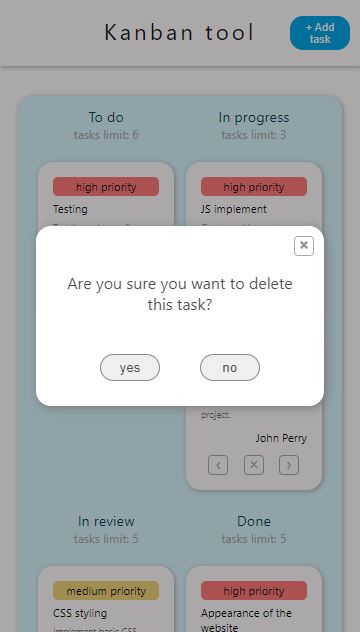 Kanban tool
+ Add
task
To do
tasks limit: 6
In progress
tasks limit: 3
high priority
Testing
high priority
JS implement
Are you sure you want to delete
this task?
yes
no
project.
John Perry
In review
tasks limit: 5
Done
tasks limit: 5
medium priority
CSS styling
Implement basic CSS
high priority
Appearance of the
website